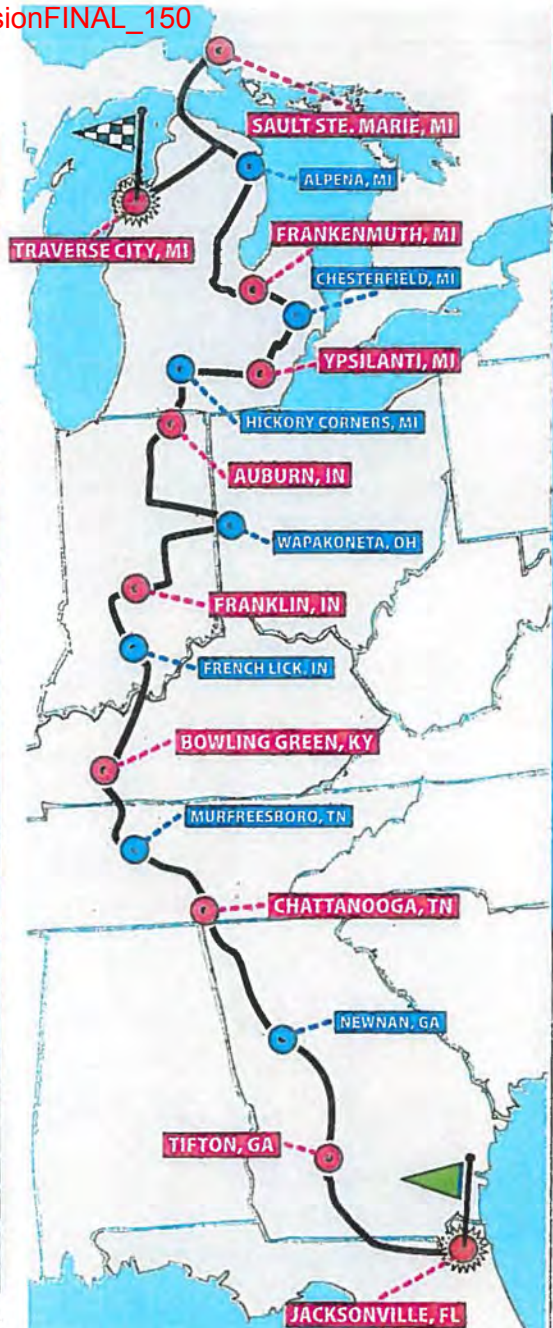 sionFINAL_150
SAULT STE. MARIE, MI
ALPENA, MI
TRAVERSE CITY, MI
FRANKENMUTH, MI
CHESTERFIELD, MI
YPSILANTI, MI
HICKORY CORNERS, MI
AUBURN, IN
WAPAKONETA, OH
FRANKLIN, IN
FRENCH LICK, IN
BOWLING GREEN, KY
MURFREESBORO, TN
CHATTANOOGA, TN
NEWNAN, GA
TIFTON, GA
JACKSONVILLE, FL